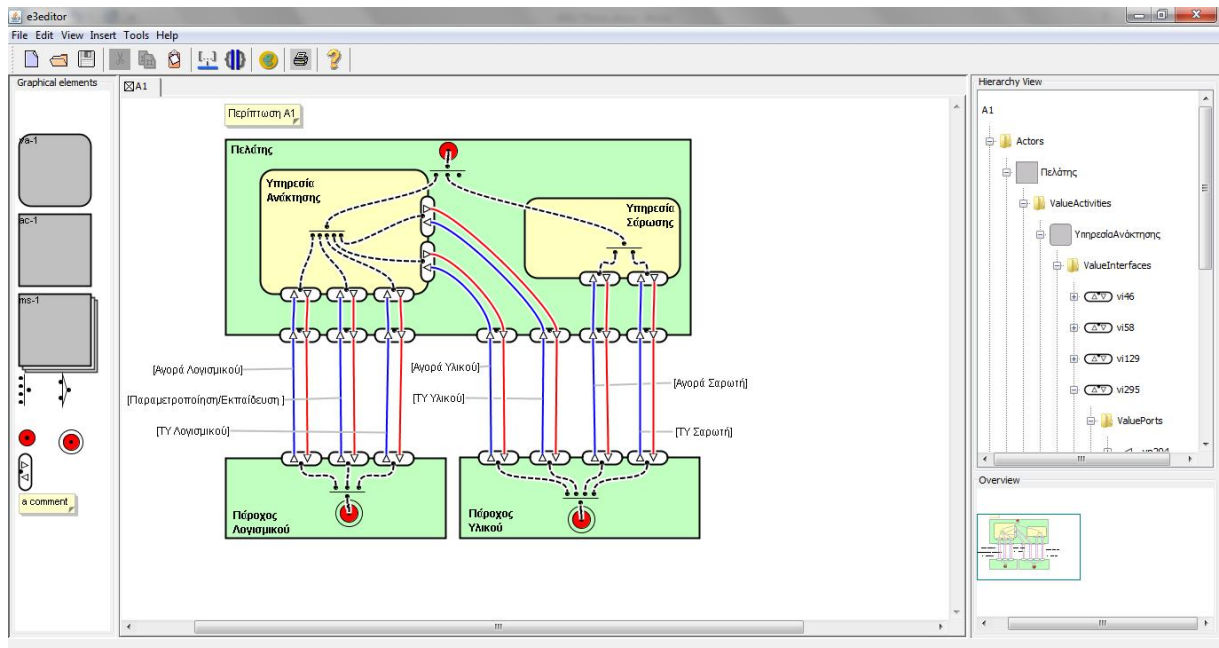 e3editor
File Edit View Insert Tools Help
Graphical elements
va-1
ac-1
ms-1
a comment
A1
Περίπτωση A1
Πελάτης
Υπηρεσία
Ανάκτησης
Υπηρεσία
Σάρωσης
[Αγορά Λογισμικού]
[Παραμετροποίηση/Εκπαίδευση ]
[ΤΥ Λογισμικού]
[Αγορά Υλικού]
[ΤΥ Υλικού]
[Αγορά Σαρωτή]
[ΤΥ Σαρωτή]
Πάροχος
Λογισμικού
Πάροχος
Υλικού
Hierarchy View
A1
Actors
Πελάτης
ValueActivities
ΥπηρεσίαΑνάκτησης
ValueInterfaces
vi46
vi58
vi129
vi295
ValuePorts
Overview